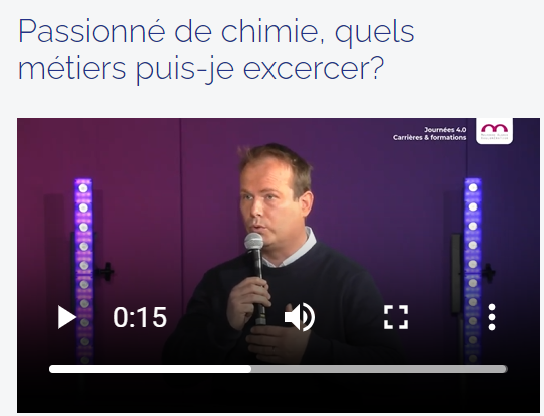 Passionné de chimie, quels
métiers puis-je excercer?
Journées 4.0
Carrières & formations
0:15